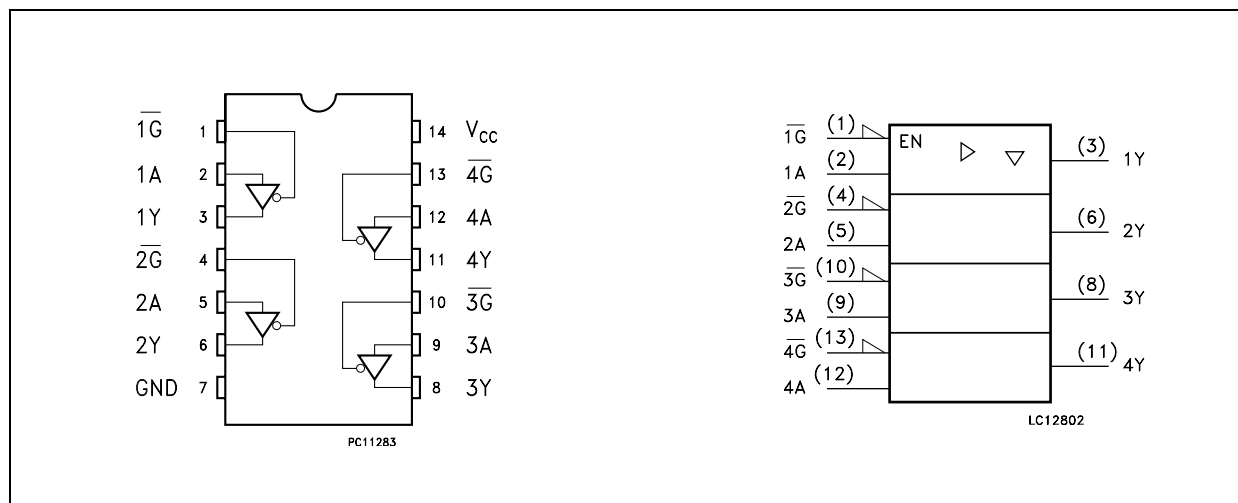 1G̅ 1 14 VCC
1A 2 13 4G̅
1Y 3 12 4A
2G̅ 4 11 4Y
2A 5 10 3G̅
2Y 6 9 3A
GND 7 8 3Y
PC11283
1G̅ (1) EN (3) 1Y
1A (2)
2G̅ (4) (6) 2Y
2A (5)
3G̅ (10) (8) 3Y
3A (9)
4G̅ (13) (11) 4Y
4A (12)
LC12802